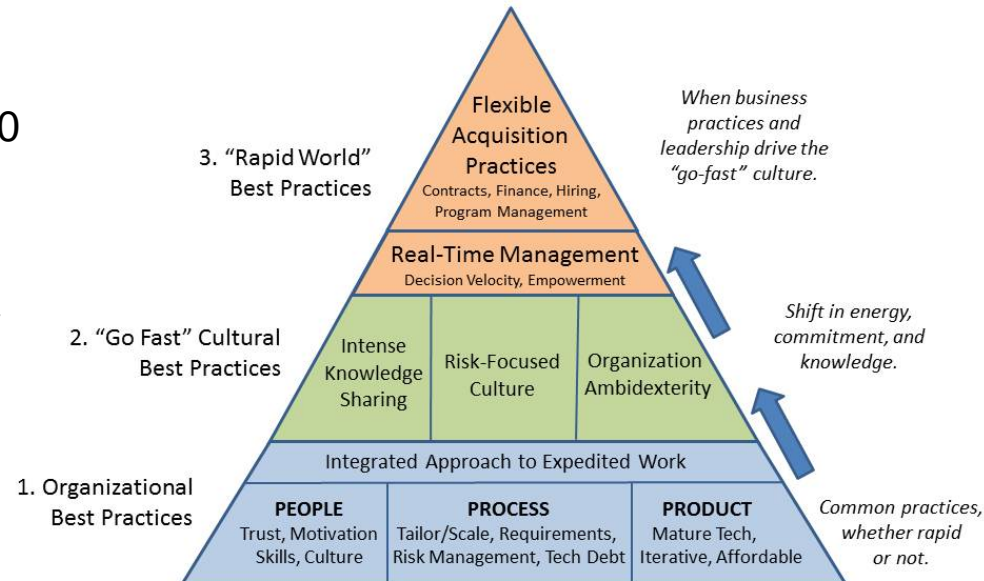 0
Flexible
Acquisition
Practices
Contracts, Finance, Hiring,
Program Management
When business
practices and
leadership drive the
“go-fast” culture.
3. “Rapid World”
Best Practices
Real-Time Management
Decision Velocity, Empowerment
Shift in energy,
commitment, and
knowledge.
2. “Go Fast” Cultural
Best Practices
Intense
Knowledge
Sharing
Risk-Focused
Culture
Organization
Ambidexterity
Integrated Approach to Expedited Work
1. Organizational
Best Practices
PEOPLE
Trust, Motivation
Skills, Culture
PROCESS
Tailor/Scale, Requirements,
Risk Management, Tech Debt
PRODUCT
Mature Tech,
Iterative, Affordable
Common practices,
whether rapid
or not.